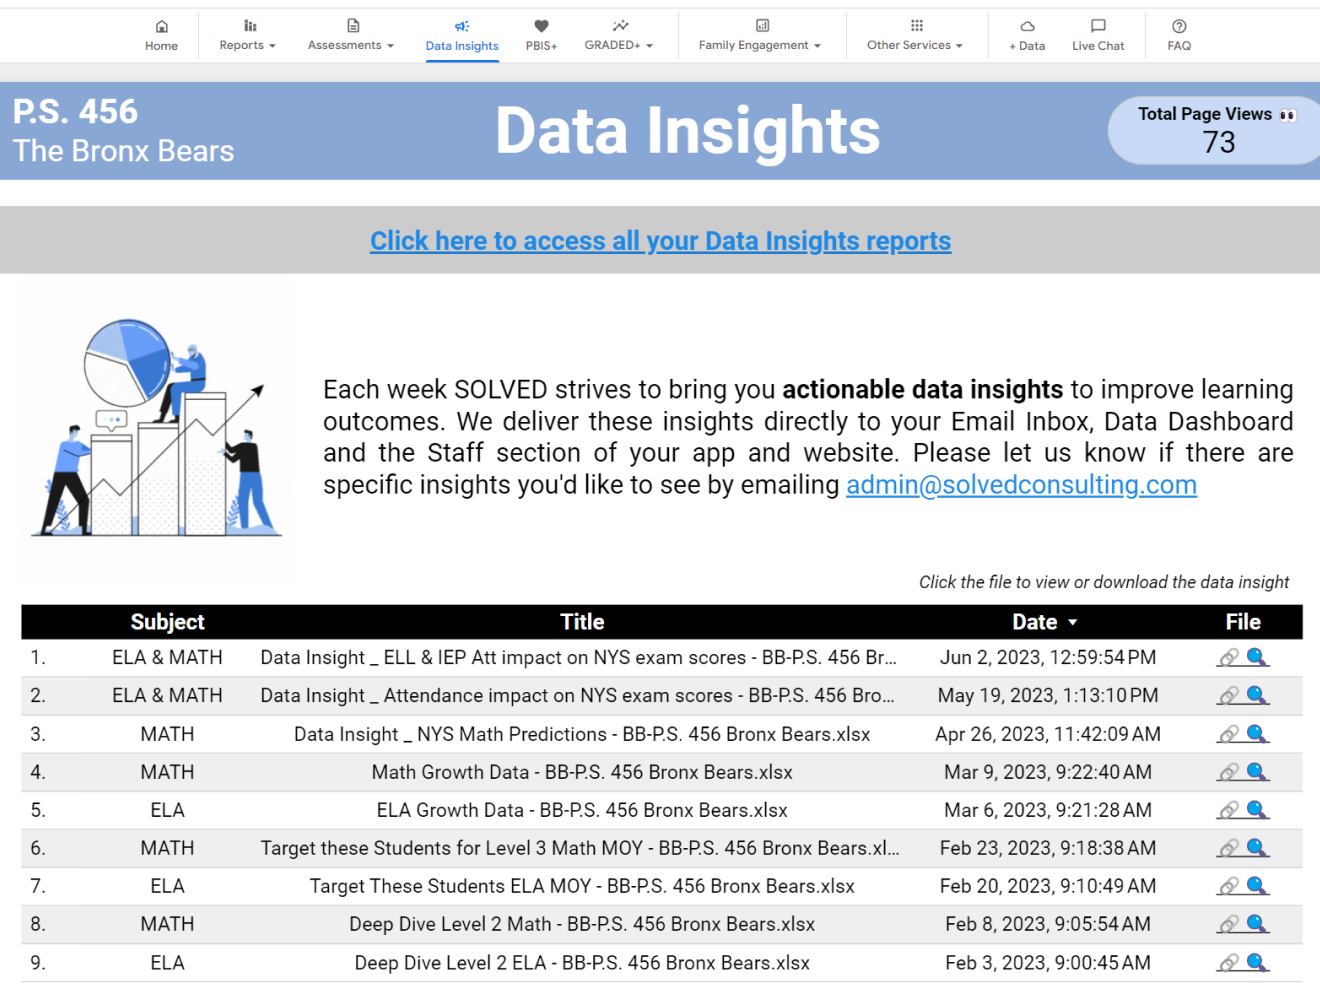 Home
Reports
Assessments
Data Insights
PBIS+
GRADED+
Family Engagement
Other Services
+ Data
Live Chat
FAQ
P.S. 456
The Bronx Bears
Data Insights
Total Page Views 👀
73
Click here to access all your Data Insights reports
Each week SOLVED strives to bring you actionable data insights to improve learning
outcomes. We deliver these insights directly to your Email Inbox, Data Dashboard
and the Staff section of your app and website. Please let us know if there are
specific insights you'd like to see by emailing admin@solvedconsulting.com
Click the file to view or download the data insight
Subject Title Date File
1. ELA & MATH Data Insight _ ELL & IEP Att impact on NYS exam scores - BB-P.S. 456 Br... Jun 2, 2023, 12:59:54 PM
2. ELA & MATH Data Insight _ Attendance impact on NYS exam scores - BB-P.S. 456 Bro... May 19, 2023, 1:13:10 PM
3. MATH Data Insight _ NYS Math Predictions - BB-P.S. 456 Bronx Bears.xlsx Apr 26, 2023, 11:42:09 AM
4. MATH Math Growth Data - BB-P.S. 456 Bronx Bears.xlsx Mar 9, 2023, 9:22:40 AM
5. ELA ELA Growth Data - BB-P.S. 456 Bronx Bears.xlsx Mar 6, 2023, 9:21:28 AM
6. MATH Target these Students for Level 3 Math MOY - BB-P.S. 456 Bronx Bears.xl... Feb 23, 2023, 9:18:38 AM
7. ELA Target These Students ELA MOY - BB-P.S. 456 Bronx Bears.xlsx Feb 20, 2023, 9:10:49 AM
8. MATH Deep Dive Level 2 Math - BB-P.S. 456 Bronx Bears.xlsx Feb 8, 2023, 9:05:54 AM
9. ELA Deep Dive Level 2 ELA - BB-P.S. 456 Bronx Bears.xlsx Feb 3, 2023, 9:00:45 AM